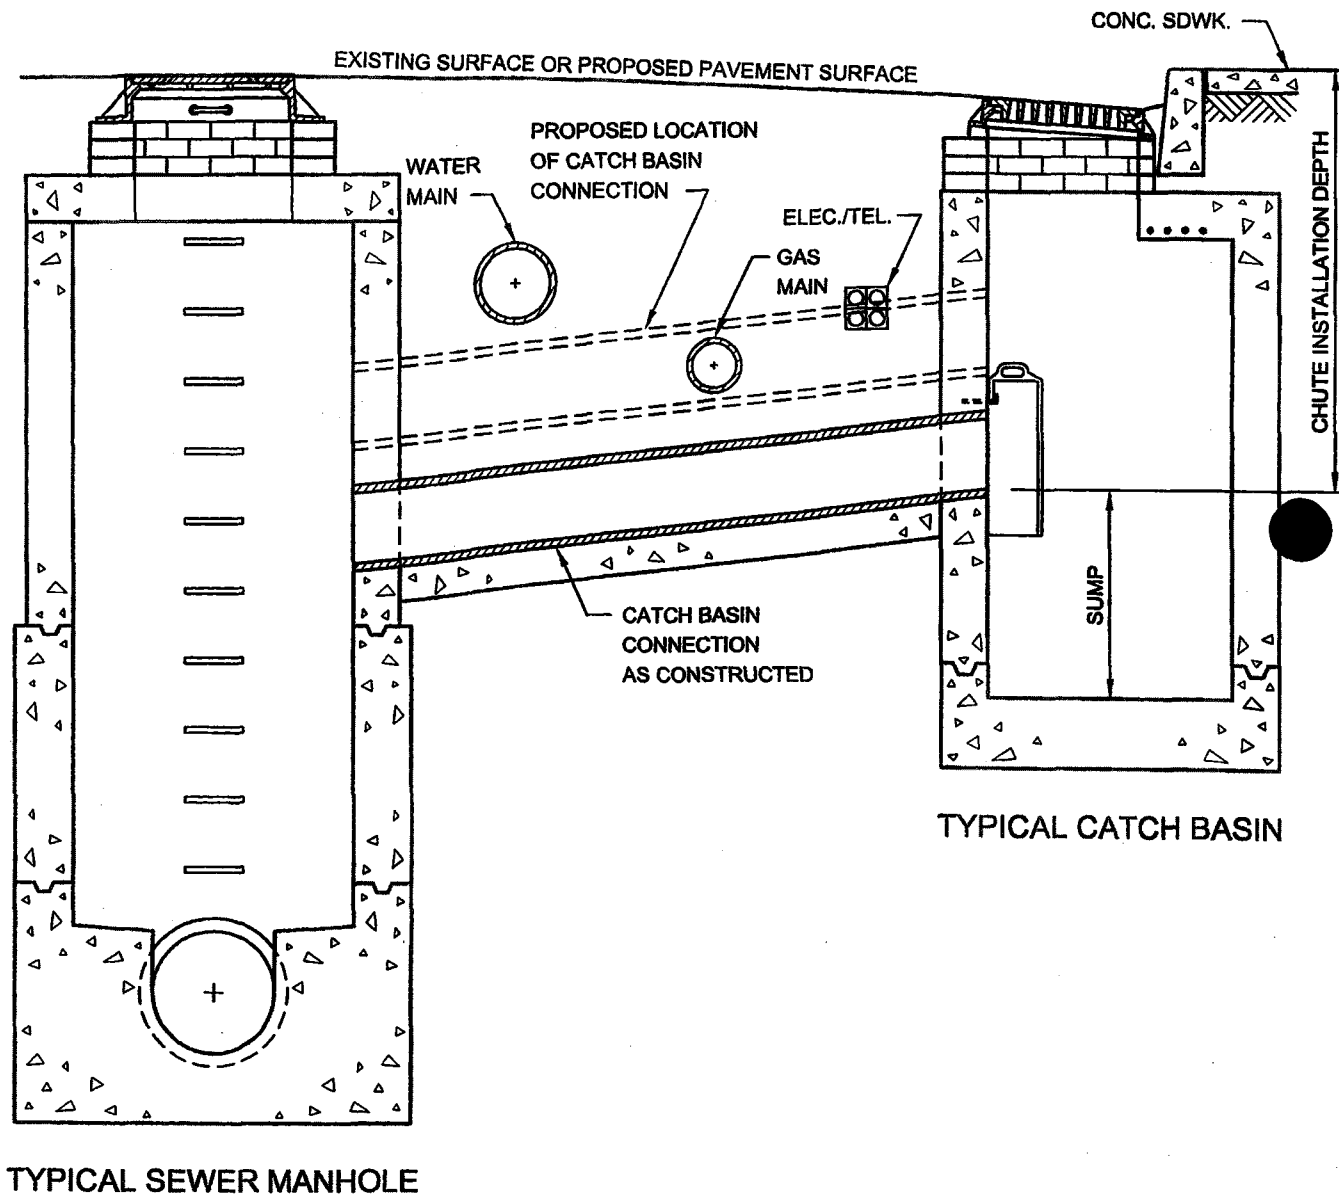 CONC. SDWK.
EXISTING SURFACE OR PROPOSED PAVEMENT SURFACE
PROPOSED LOCATION
OF CATCH BASIN
CONNECTION
WATER
MAIN
ELEC./TEL.
GAS
MAIN
CHUTE INSTALLATION DEPTH
SUMP
CATCH BASIN
CONNECTION
AS CONSTRUCTED
TYPICAL CATCH BASIN
TYPICAL SEWER MANHOLE